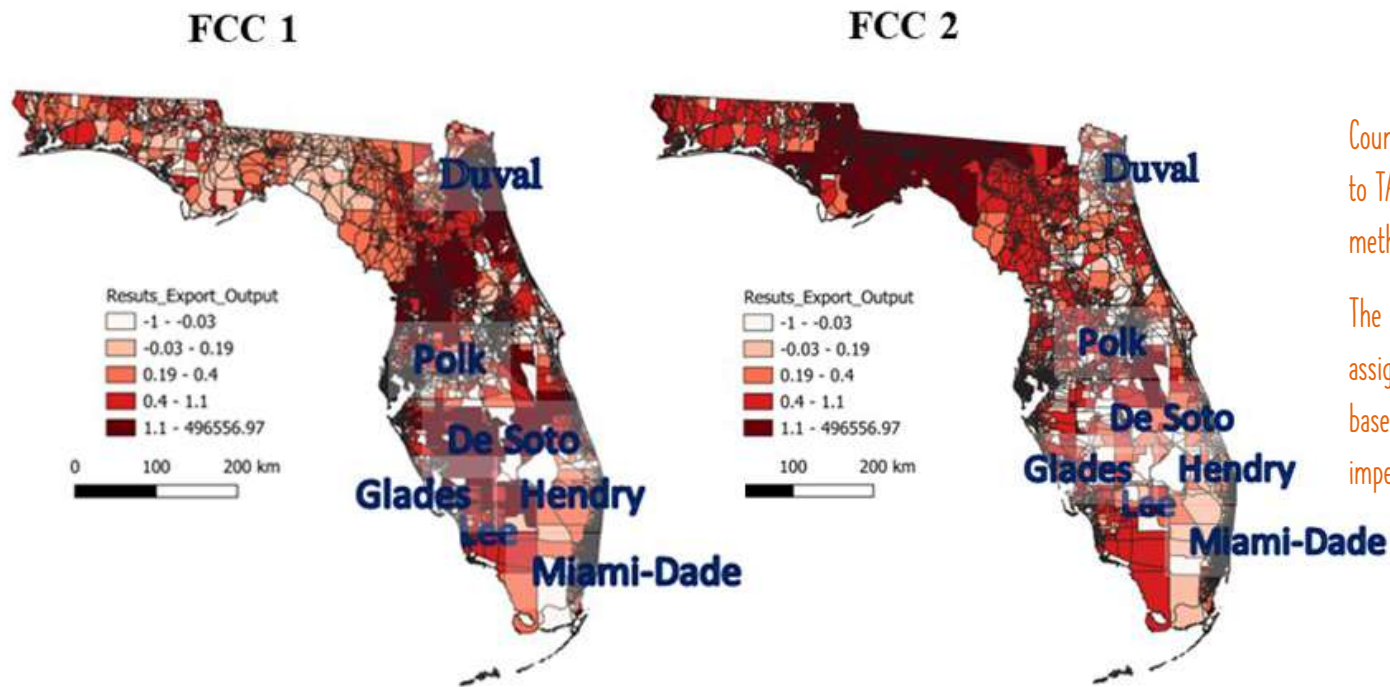 FCC 1
FCC 2
Duval
Resuts_Export_Output
-1 - -0.03
-0.03 - 0.19
0.19 - 0.4
0.4 - 1.1
1.1 - 496556.97
0 100 200 km
Polk
De Soto
Glades
Hendry
Lee
Miami-Dade
Duval
Resuts_Export_Output
-1 - -0.03
-0.03 - 0.19
0.19 - 0.4
0.4 - 1.1
1.1 - 496556.97
100 200 km
Polk
De Soto
Glades
Hendry
Lee
Miami-Dade
The